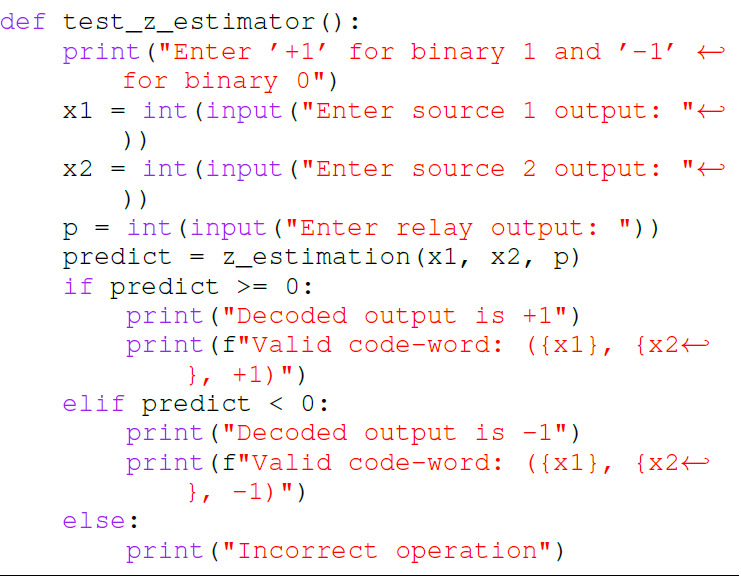 def test_z_estimator():
    print("Enter ’+1’ for binary 1 and ’-1’ ↩
        for binary 0")
    x1 = int(input("Enter source 1 output: "↩
        ))
    x2 = int(input("Enter source 2 output: "↩
        ))
    p = int(input("Enter relay output: "))
    predict = z_estimation(x1, x2, p)
    if predict >= 0:
        print("Decoded output is +1")
        print(f"Valid code-word: ({x1}, {x2↩
            }, +1)")
    elif predict < 0:
        print("Decoded output is -1")
        print(f"Valid code-word: ({x1}, {x2↩
            }, -1)")
    else:
        print("Incorrect operation")